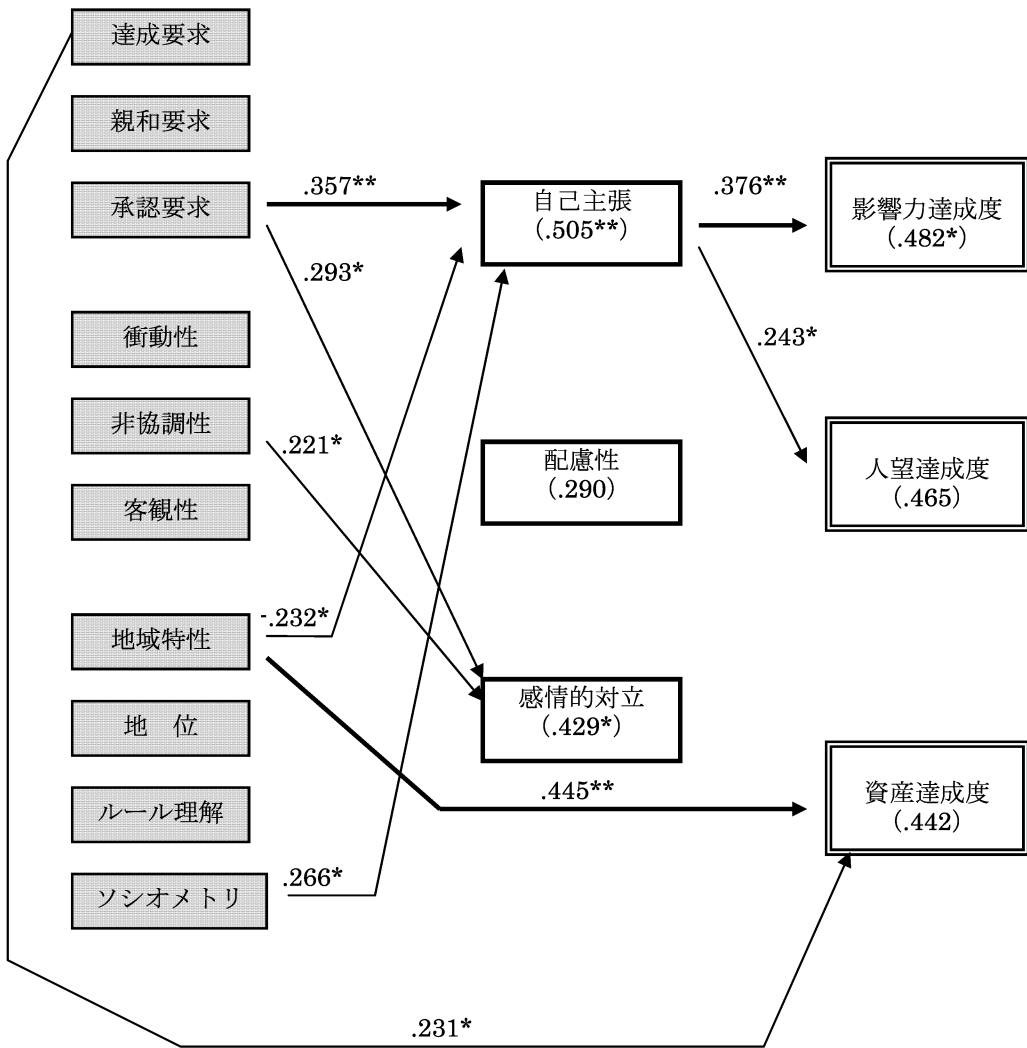 達成要求
親和要求
承認要求
.357**
自己主張
(.505**)
.376**
影響力達成度
(.482*)
.293*
衝動性
.243*
非協調性
.221*
配慮性
(.290)
人望達成度
(.465)
客観性
地域特性
-.232*
感情的対立
(.429*)
地　位
.445**
資産達成度
(.442)
ルール理解
ソシオメトリ
.266*
.231*